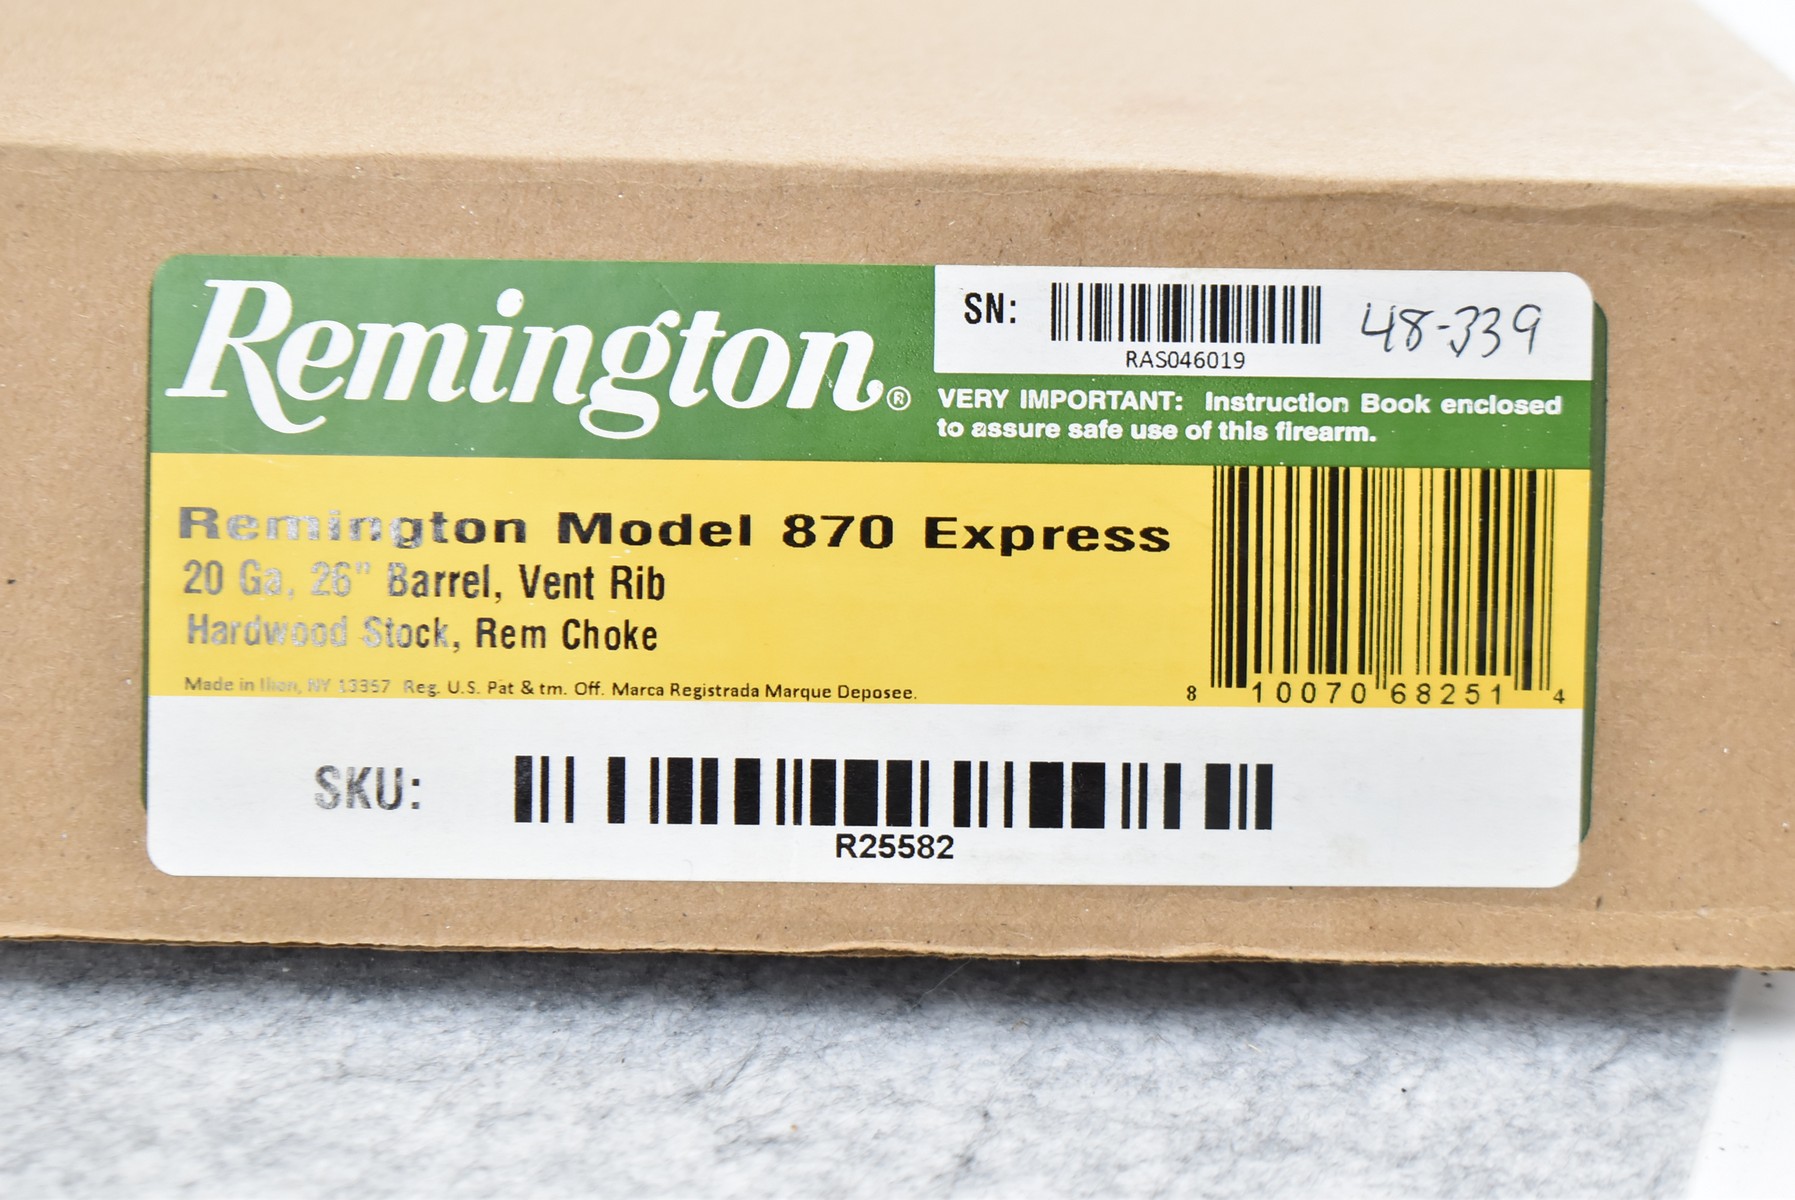 Remington®
SN:
RAS046019
48-339
VERY IMPORTANT: Instruction Book enclosed
to assure safe use of this firearm.
Remington Model 870 Express
20 Ga, 26" Barrel, Vent Rib
Hardwood Stock, Rem Choke
Made in Ilion, NY 13357 Reg. U.S. Pat & tm. Off. Marca Registrada Marque Deposee.
8 10070 68251 4
SKU:
R25582